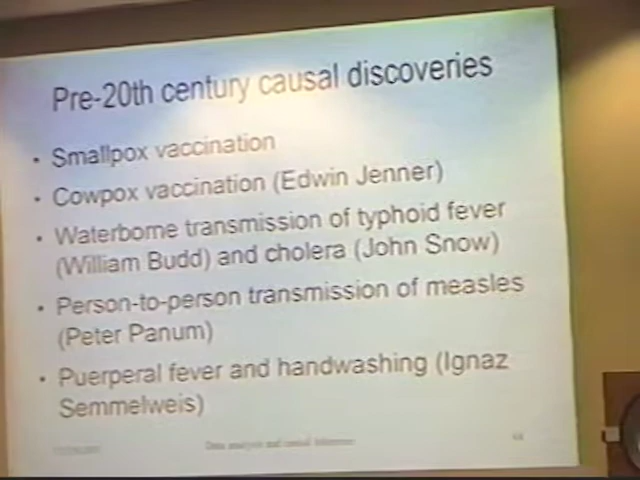 Pre-20th century causal discoveries
• Smallpox vaccination
• Cowpox vaccination (Edwin Jenner)
• Waterborne transmission of typhoid fever
(William Budd) and cholera (John Snow)
• Person-to-person transmission of measles
(Peter Panum)
• Puerperal fever and handwashing (Ignaz
Semmelweis)
Data analysis and causal inference